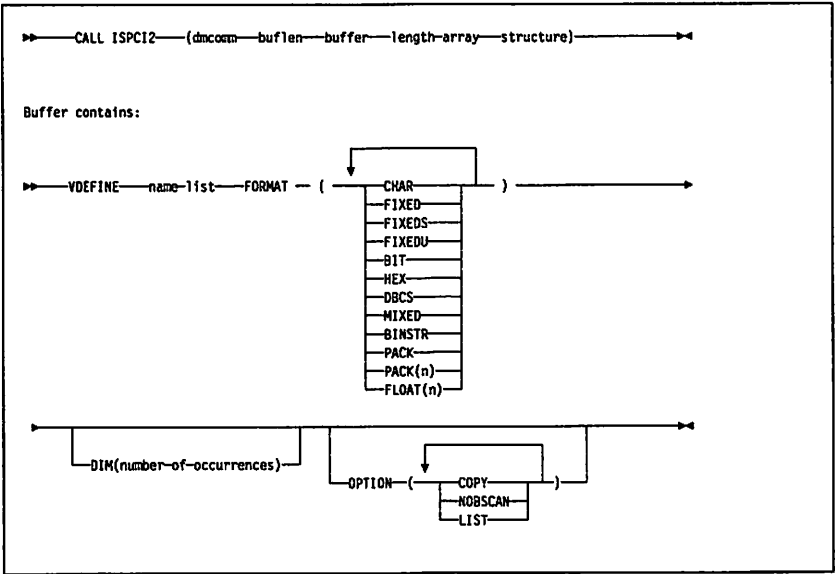 CALL ISPCI2 (dmcomm buflen buffer length-array structure)
Buffer contains:
VDEFINE name-list FORMAT ( CHAR )
FIXED
FIXEDS
FIXEDU
BIT
HEX
DBCS
MIXED
BINSTR
PACK
PACK(n)
FLOAT(n)
DIM(number-of-occurrences)
OPTION ( COPY )
NOBSCAN
LIST